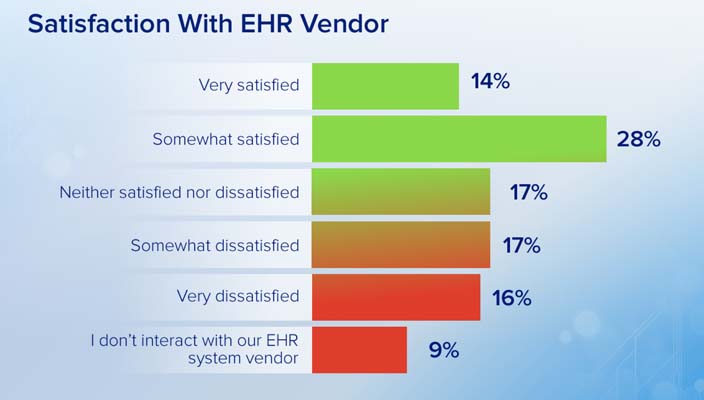 Satisfaction With EHR Vendor
Very satisfied 14%
Somewhat satisfied 28%
Neither satisfied nor dissatisfied 17%
Somewhat dissatisfied 17%
Very dissatisfied 16%
I don’t interact with our EHR
system vendor 9%